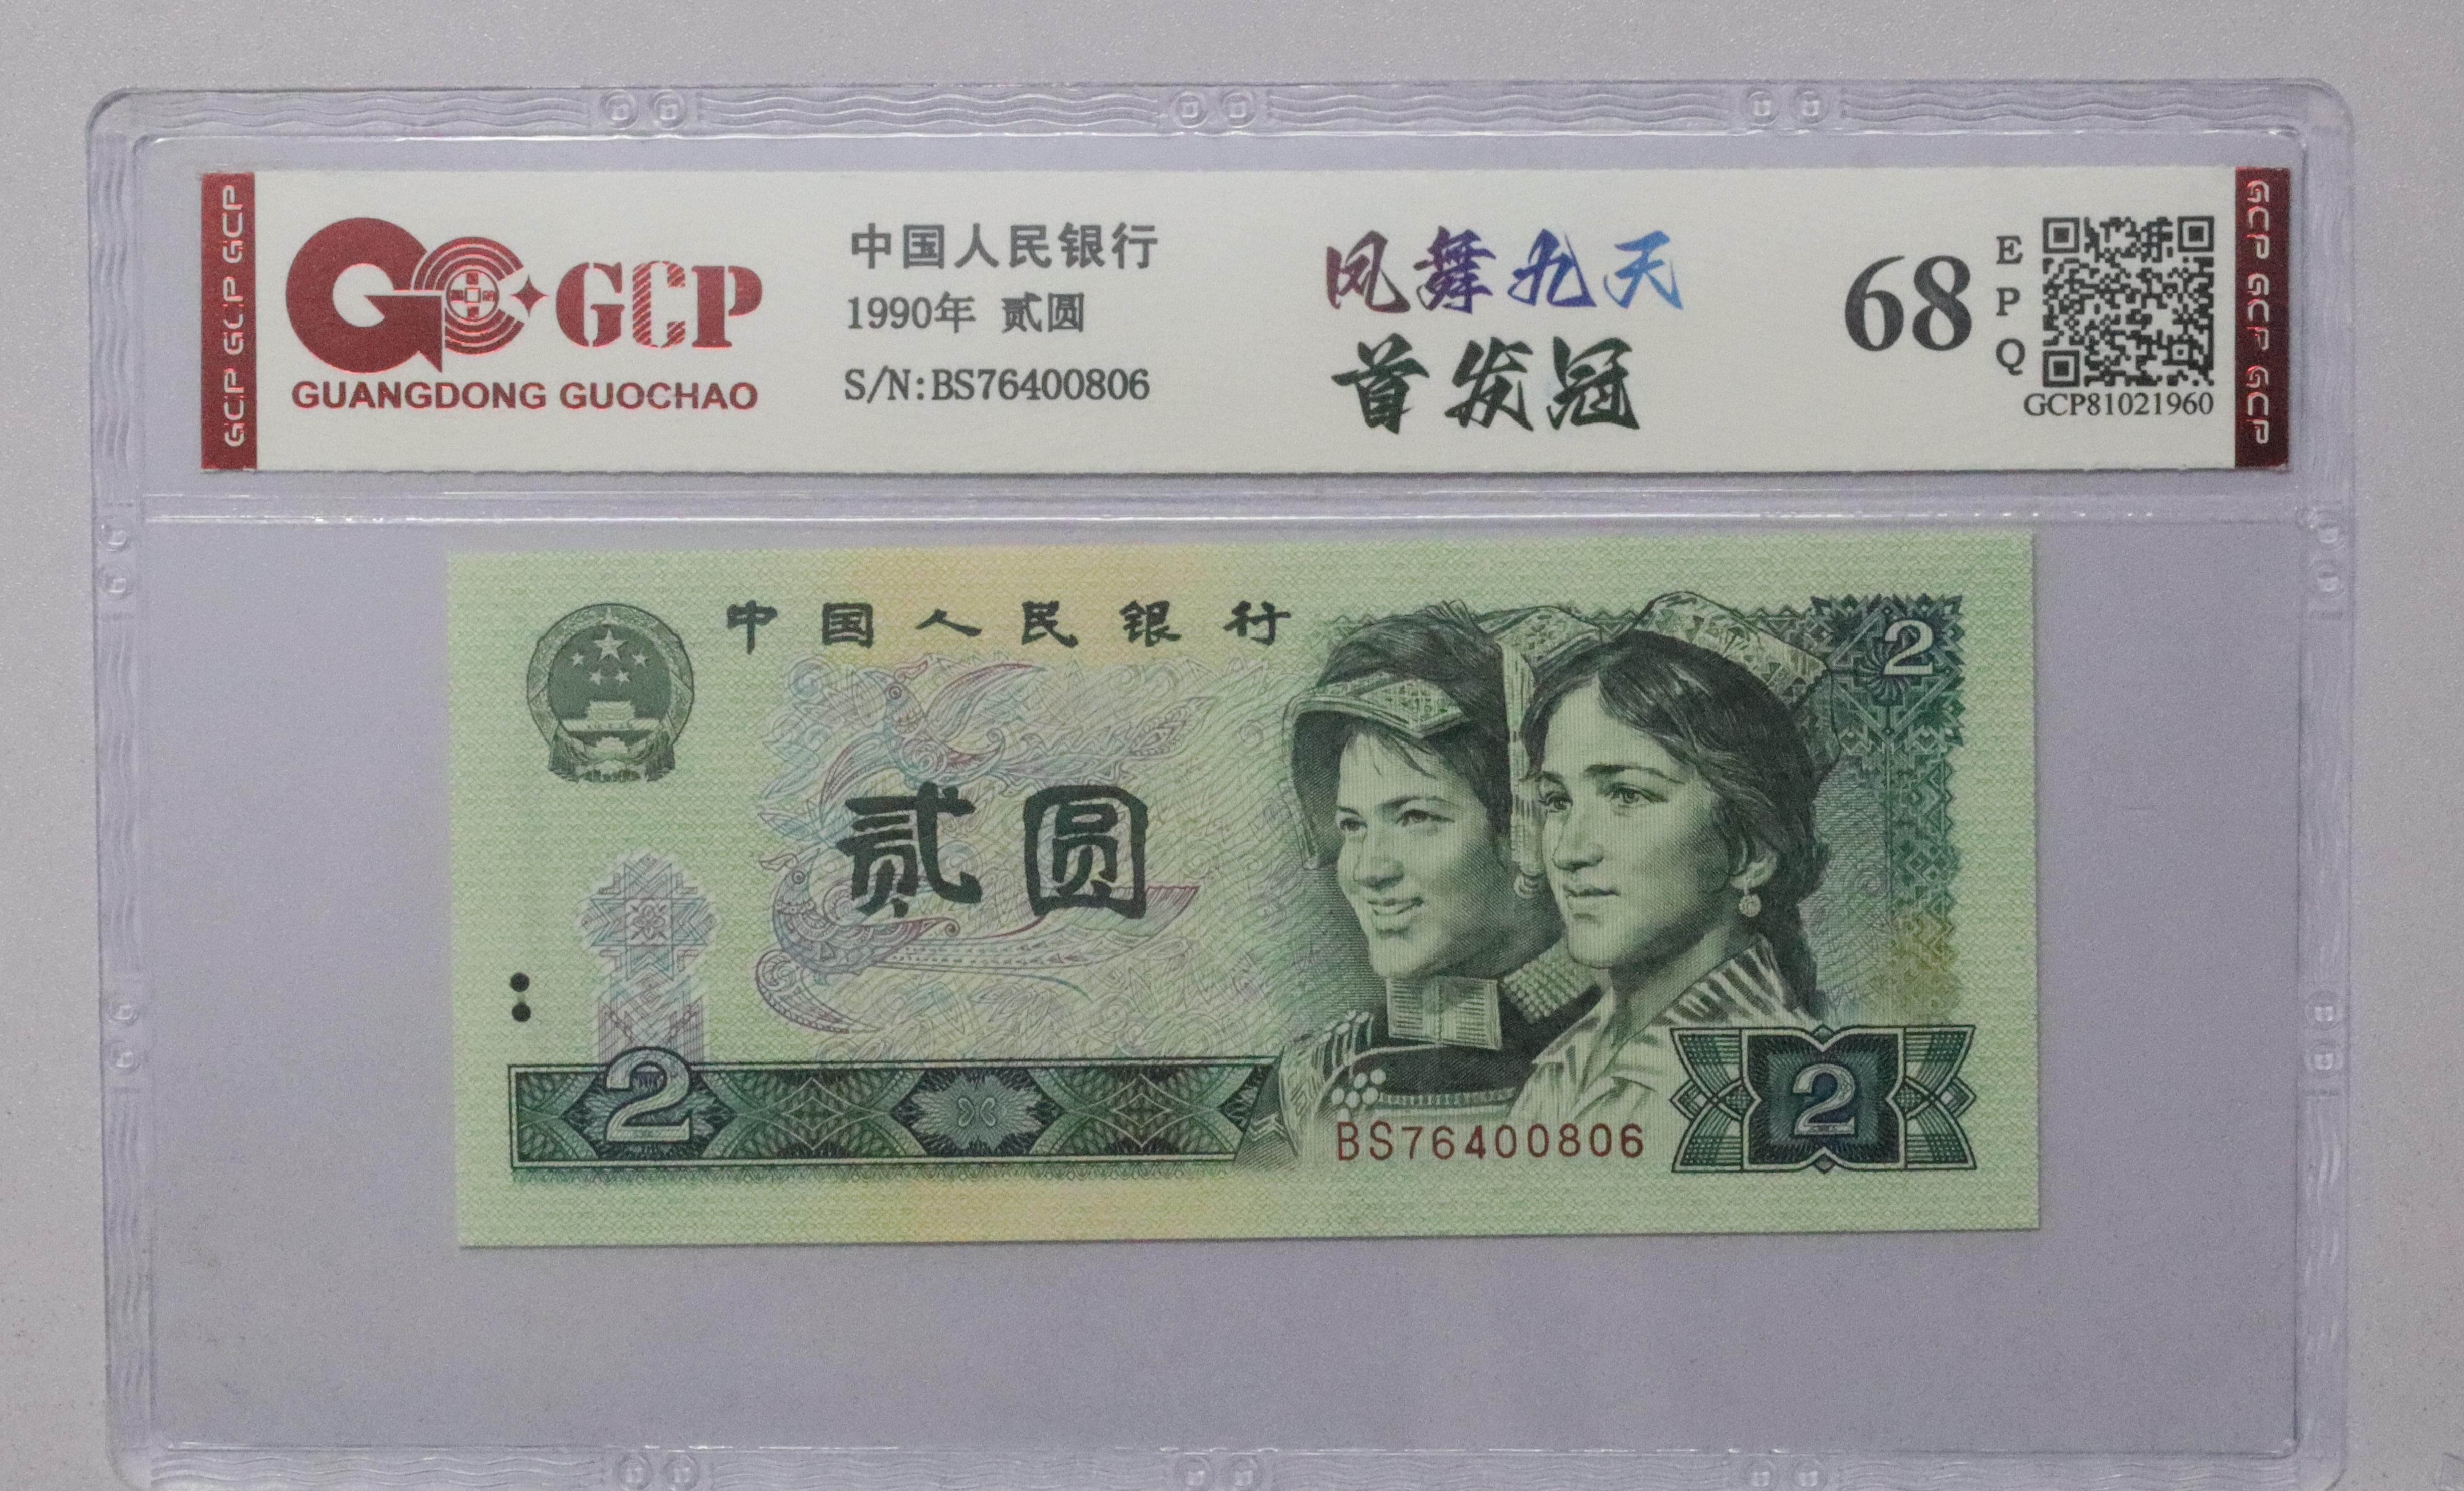 GCP GCP GCP
GCP
GUANGDONG GUOCHAO
中国人民银行
1990年 贰圆
S/N:BS76400806
凤舞九天
首发冠
68
E
P
Q
GCP81021960
GCP GCP GCP
中国人民银行
2
贰圆
2
BS76400806
2